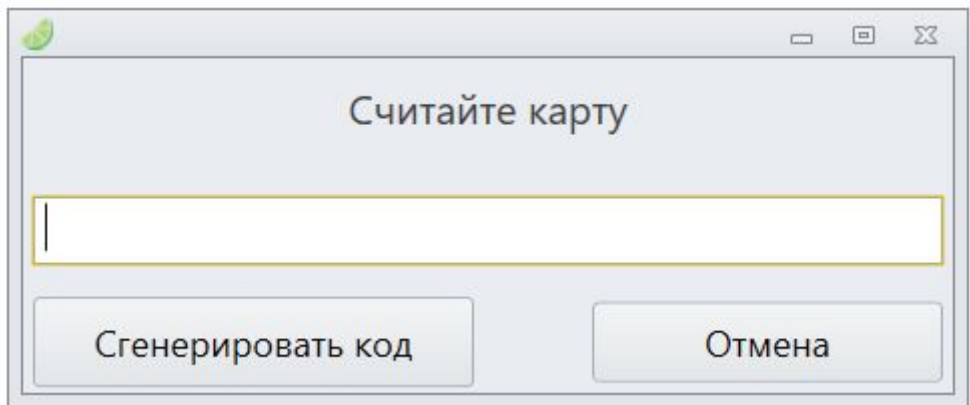 Считайте карту
Сгенерировать код
Отмена